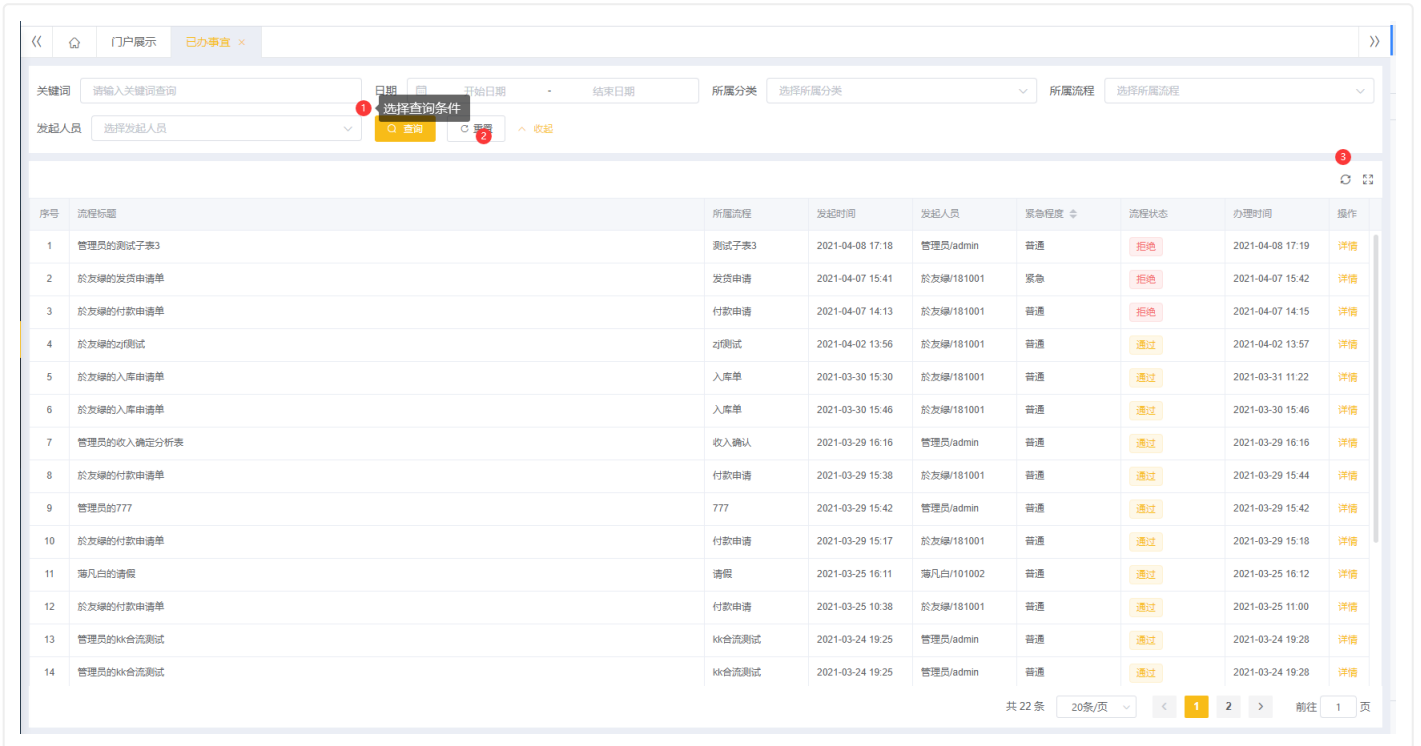 门户展示 已办事宜 ×
关键词 请输入关键词查询 日期 开始日期 - 结束日期 所属分类 选择所属分类 所属流程 选择所属流程
1 选择查询条件
发起人员 选择发起人员 查询 重置 收起
2
3
序号 流程标题 所属流程 发起时间 发起人员 紧急程度 流程状态 办理时间 操作
1 管理员的测试子表3 测试子表3 2021-04-08 17:18 管理员/admin 普通 拒绝 2021-04-08 17:19 详情
2 於友绿的发货申请单 发货申请 2021-04-07 15:41 於友绿/181001 紧急 拒绝 2021-04-07 15:42 详情
3 於友绿的付款申请单 付款申请 2021-04-07 14:13 於友绿/181001 普通 拒绝 2021-04-07 14:15 详情
4 於友绿的zjf测试 zjf测试 2021-04-02 13:56 於友绿/181001 普通 通过 2021-04-02 13:57 详情
5 於友绿的入库申请单 入库单 2021-03-30 15:30 於友绿/181001 普通 通过 2021-03-31 11:22 详情
6 於友绿的入库申请单 入库单 2021-03-30 15:46 於友绿/181001 普通 通过 2021-03-30 15:46 详情
7 管理员的收入确定分析表 收入确认 2021-03-29 16:16 管理员/admin 普通 通过 2021-03-29 16:16 详情
8 於友绿的付款申请单 付款申请 2021-03-29 15:38 於友绿/181001 普通 通过 2021-03-29 15:44 详情
9 管理员的777 777 2021-03-29 15:42 管理员/admin 普通 通过 2021-03-29 15:42 详情
10 於友绿的付款申请单 付款申请 2021-03-29 15:17 於友绿/181001 普通 通过 2021-03-29 15:18 详情
11 薄凡白的请假 请假 2021-03-25 16:11 薄凡白/101002 普通 通过 2021-03-25 16:12 详情
12 於友绿的付款申请单 付款申请 2021-03-25 10:38 於友绿/181001 普通 通过 2021-03-25 11:00 详情
13 管理员的kk合流测试 kk合流测试 2021-03-24 19:25 管理员/admin 普通 通过 2021-03-24 19:28 详情
14 管理员的kk合流测试 kk合流测试 2021-03-24 19:25 管理员/admin 普通 通过 2021-03-24 19:28 详情
共 22 条 20条/页 < 1 2 > 前往 1 页